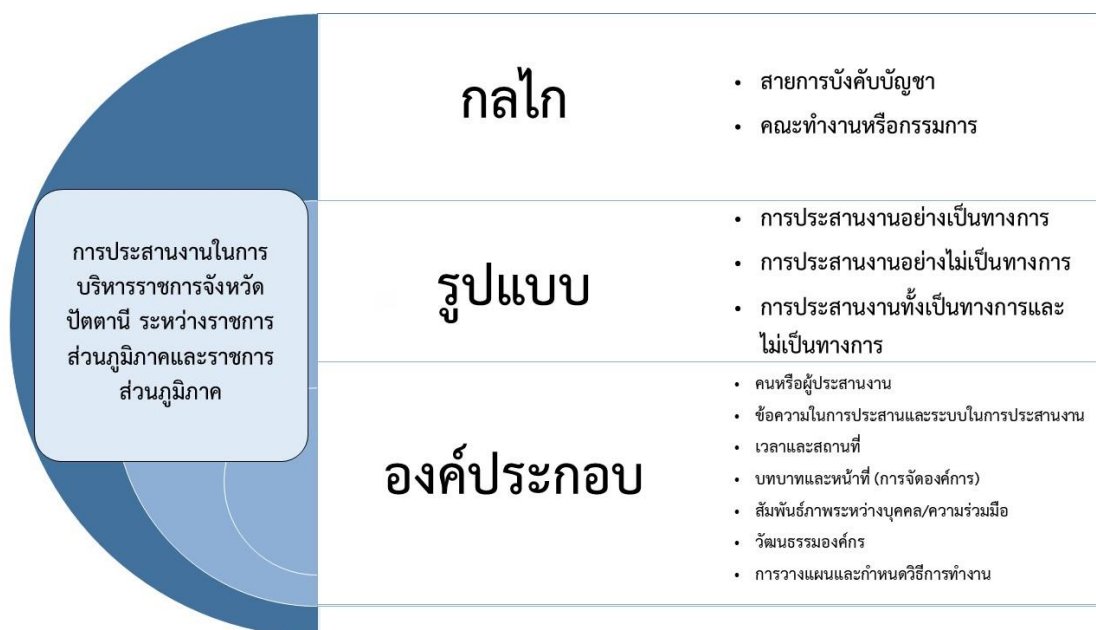 การประสานงานในการ
บริหารราชการจังหวัด
ปัตตานี ระหว่างราชการ
ส่วนภูมิภาคและราชการ
ส่วนภูมิภาค
กลไก
• สายการบังคับบัญชา
• คณะทำงานหรือกรรมการ
รูปแบบ
• การประสานงานอย่างเป็นทางการ
• การประสานงานอย่างไม่เป็นทางการ
• การประสานงานทั้งเป็นทางการและ
ไม่เป็นทางการ
องค์ประกอบ
• คนหรือผู้ประสานงาน
• ข้อความในการประสานและระบบในการประสานงาน
• เวลาและสถานที่
• บทบาทและหน้าที่ (การจัดองค์การ)
• สัมพันธ์ภาพระหว่างบุคคล/ความร่วมมือ
• วัฒนธรรมองค์กร
• การวางแผนและกำหนดวิธีการทำงาน